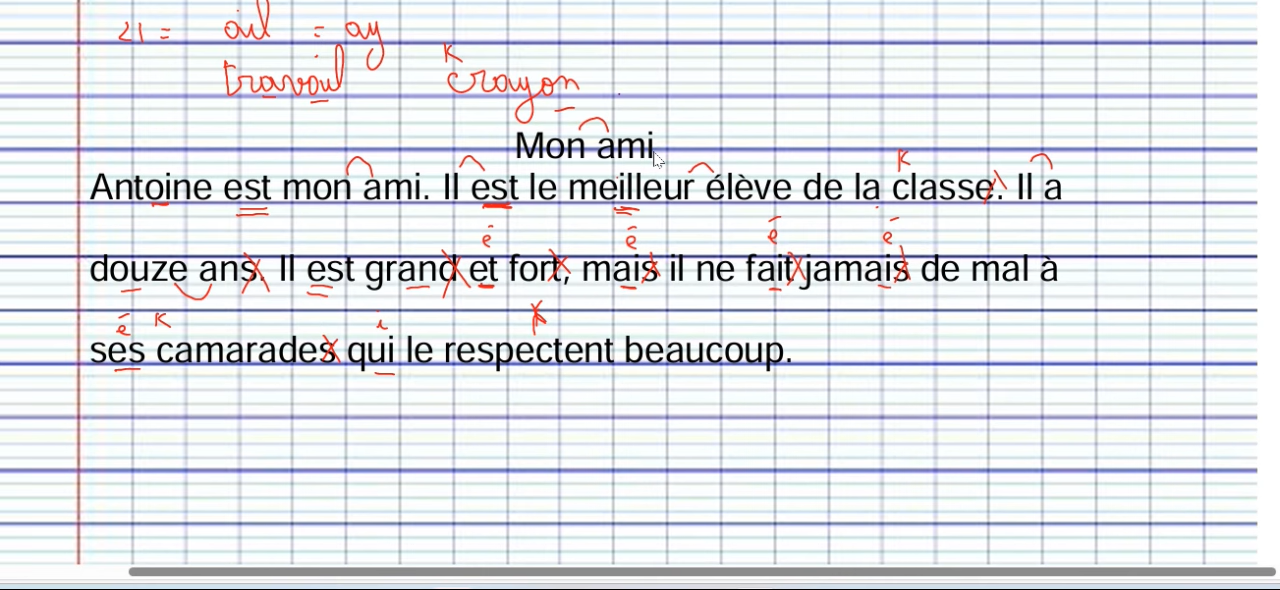 21 = ail = ay
travail crayon
K
Mon ami
K
Antoine est mon ami. Il est le meilleur élève de la classe. Il a
é é é é
douze ans. Il est grand et fort, mais il ne fait jamais de mal à
é K i
ses camarades qui le respectent beaucoup.